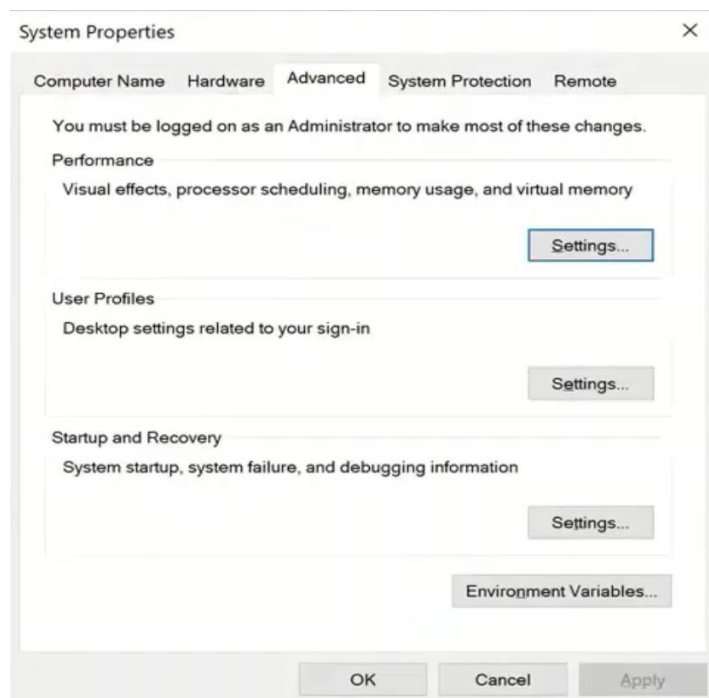 System Properties
Computer Name Hardware Advanced System Protection Remote
You must be logged on as an Administrator to make most of these changes.
Performance
Visual effects, processor scheduling, memory usage, and virtual memory
Settings...
User Profiles
Desktop settings related to your sign-in
Settings...
Startup and Recovery
System startup, system failure, and debugging information
Settings...
Environment Variables...
OK Cancel Apply